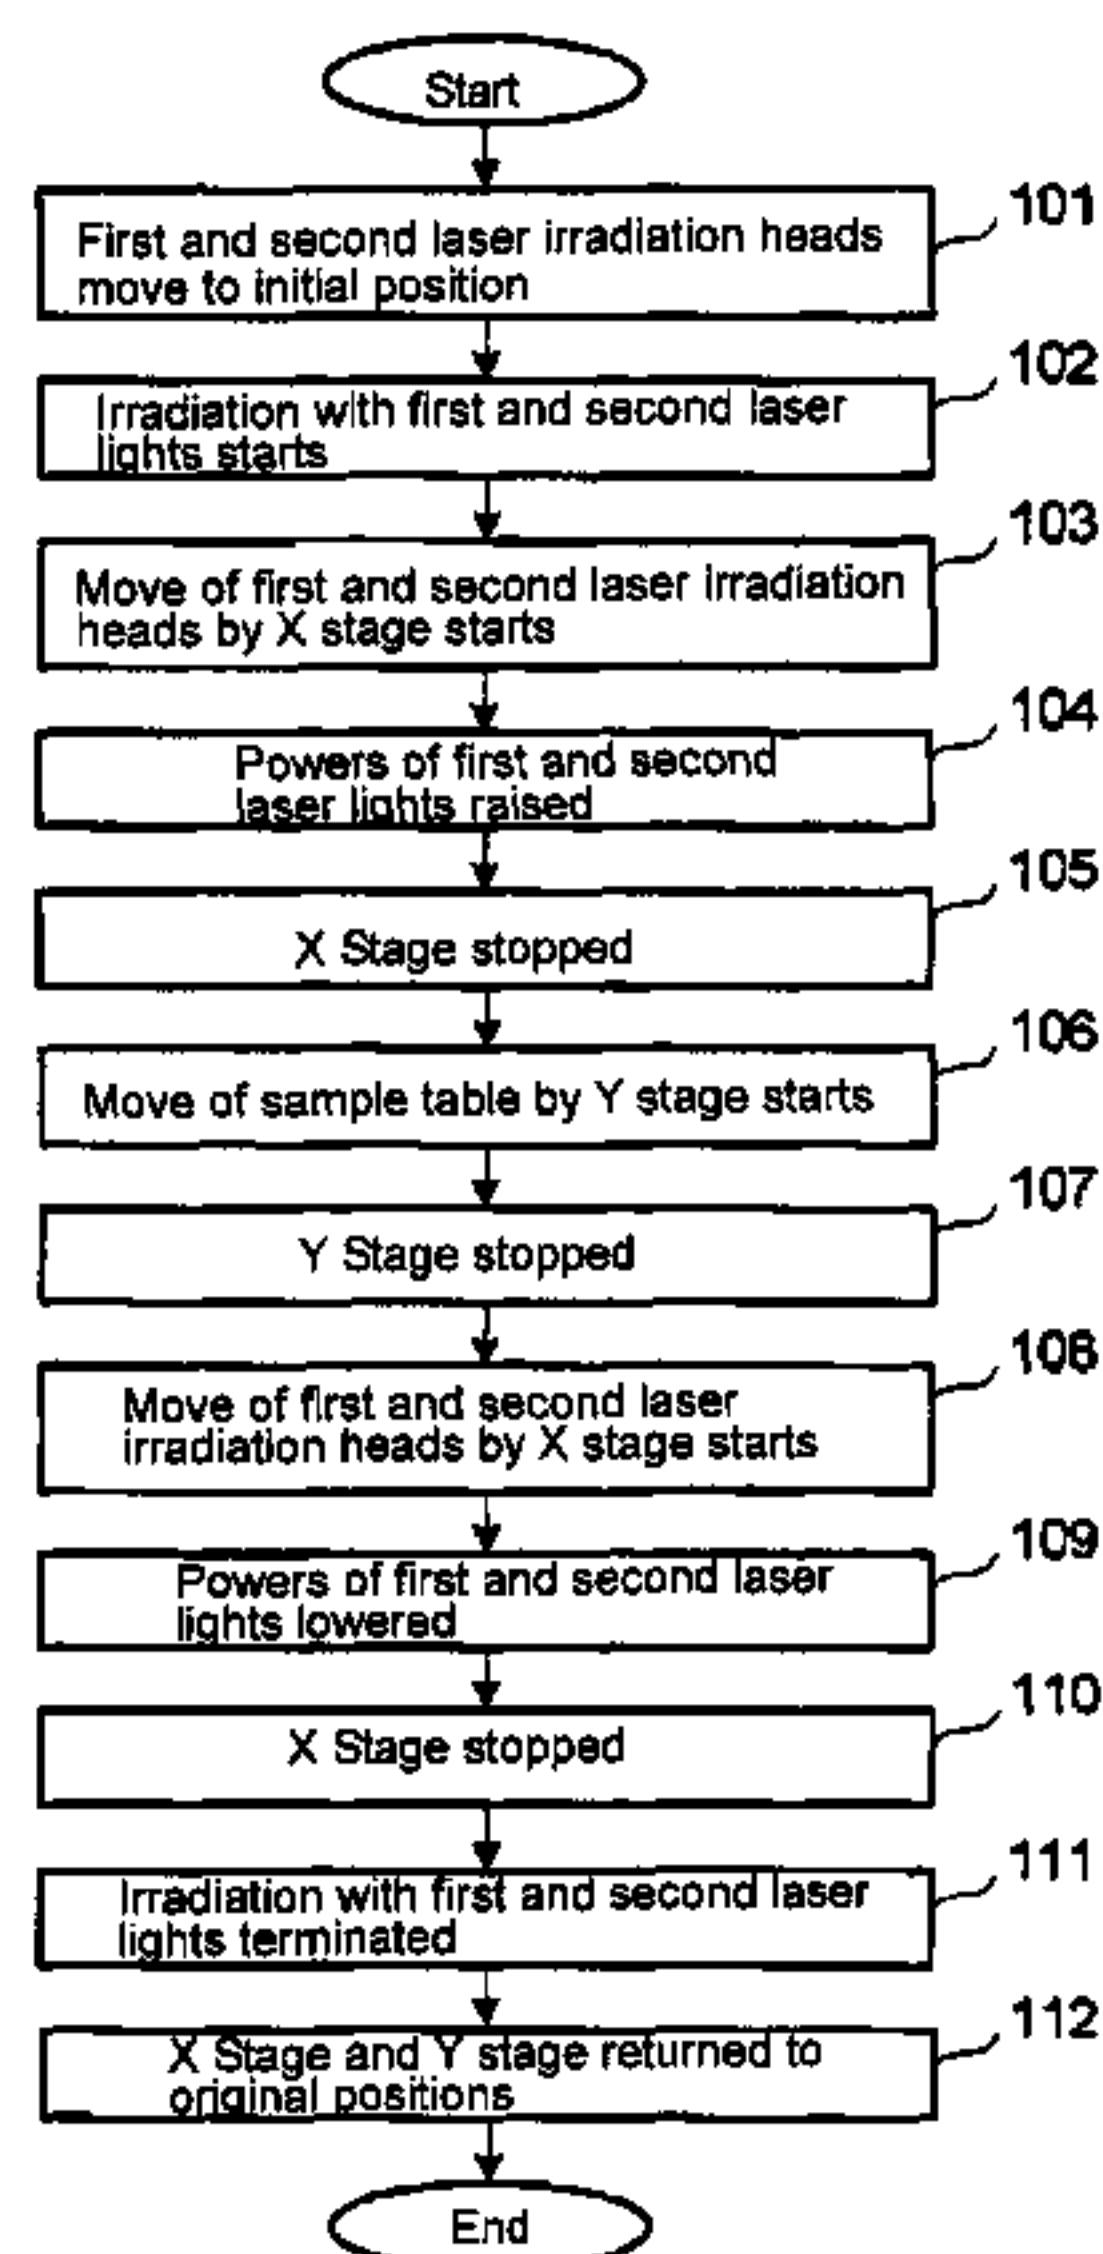 Start
First and second laser irradiation heads
move to initial position
101
Irradiation with first and second laser
lights starts
102
Move of first and second laser irradiation
heads by X stage starts
103
Powers of first and second
laser lights raised
104
X Stage stopped
105
Move of sample table by Y stage starts
106
Y Stage stopped
107
Move of first and second laser
irradiation heads by X stage starts
108
Powers of first and second laser
lights lowered
109
X Stage stopped
110
Irradiation with first and second laser
lights terminated
111
X Stage and Y stage returned to
original positions
112
End